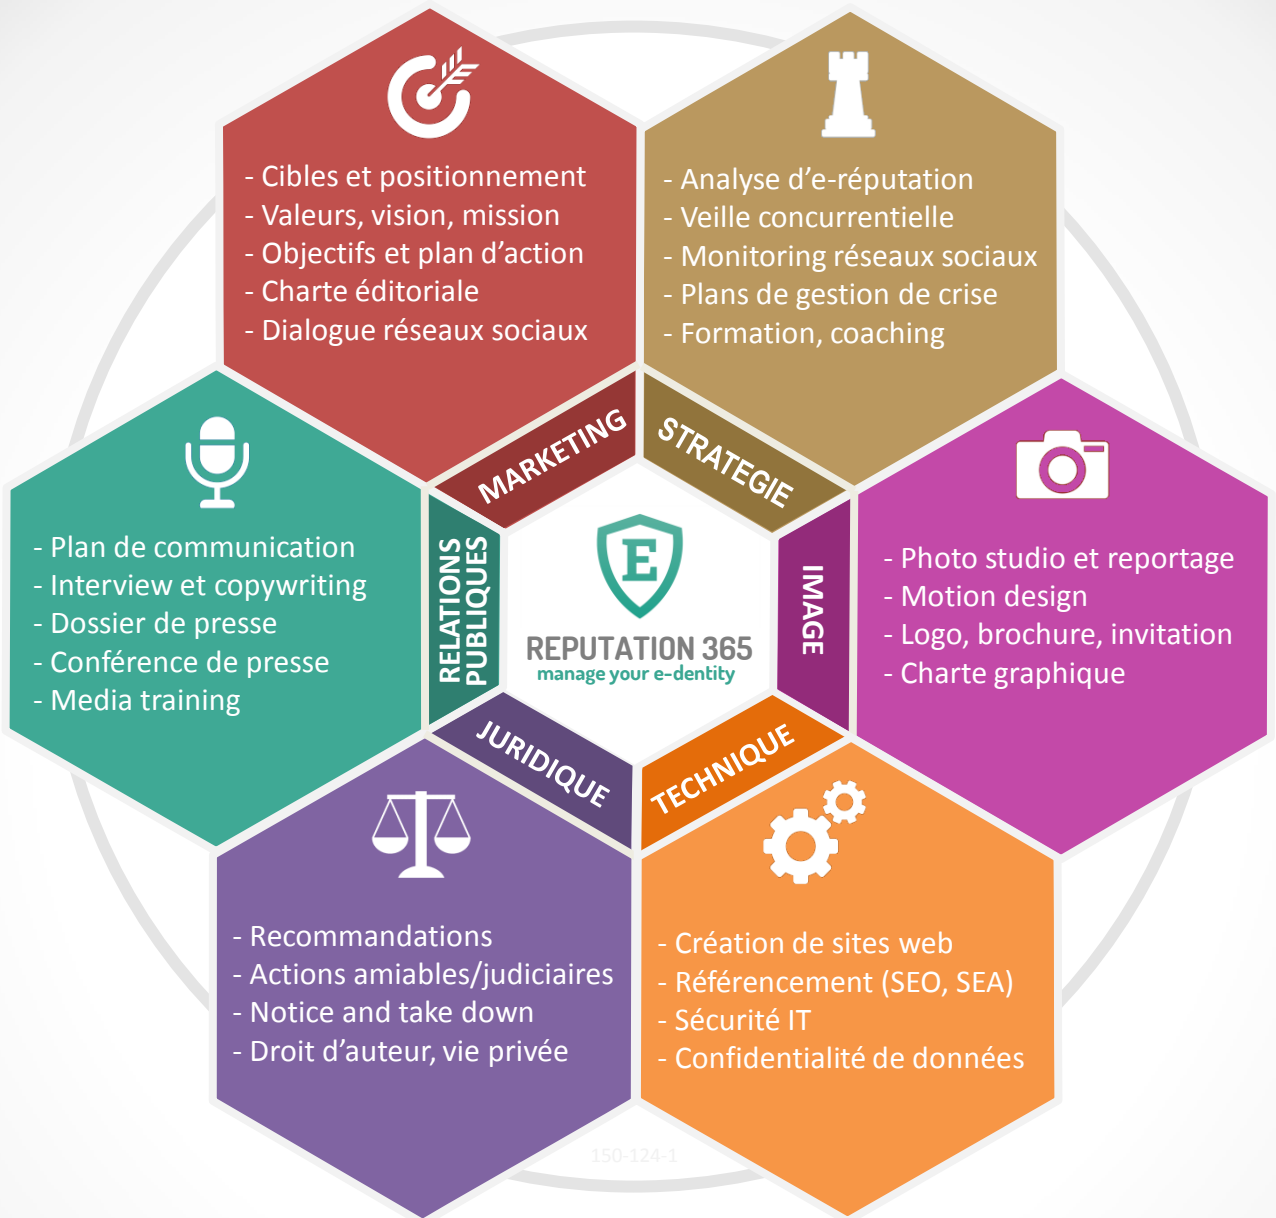 - Cibles et positionnement
- Valeurs, vision, mission
- Objectifs et plan d’action
- Charte éditoriale
- Dialogue réseaux sociaux
MARKETING
- Analyse d’e-réputation
- Veille concurrentielle
- Monitoring réseaux sociaux
- Plans de gestion de crise
- Formation, coaching
STRATEGIE
- Plan de communication
- Interview et copywriting
- Dossier de presse
- Conférence de presse
- Media training
RELATIONS
PUBLIQUES
E
REPUTATION 365
manage your e-dentity
IMAGE
- Photo studio et reportage
- Motion design
- Logo, brochure, invitation
- Charte graphique
JURIDIQUE
- Recommandations
- Actions amiables/judiciaires
- Notice and take down
- Droit d’auteur, vie privée
TECHNIQUE
- Création de sites web
- Référencement (SEO, SEA)
- Sécurité IT
- Confidentialité de données
150-124-1